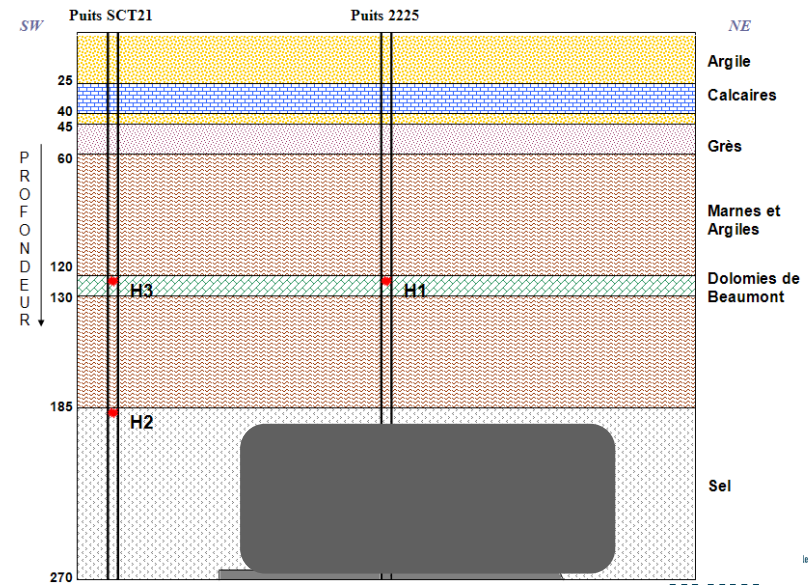 Puits SCT21
Puits 2225
SW
NE
Argile
25
Calcaires
40
45
Grès
60
PROFONDEUR
Marnes et
Argiles
120
H3
H1
Dolomies de
Beaumont
130
185
H2
Sel
270